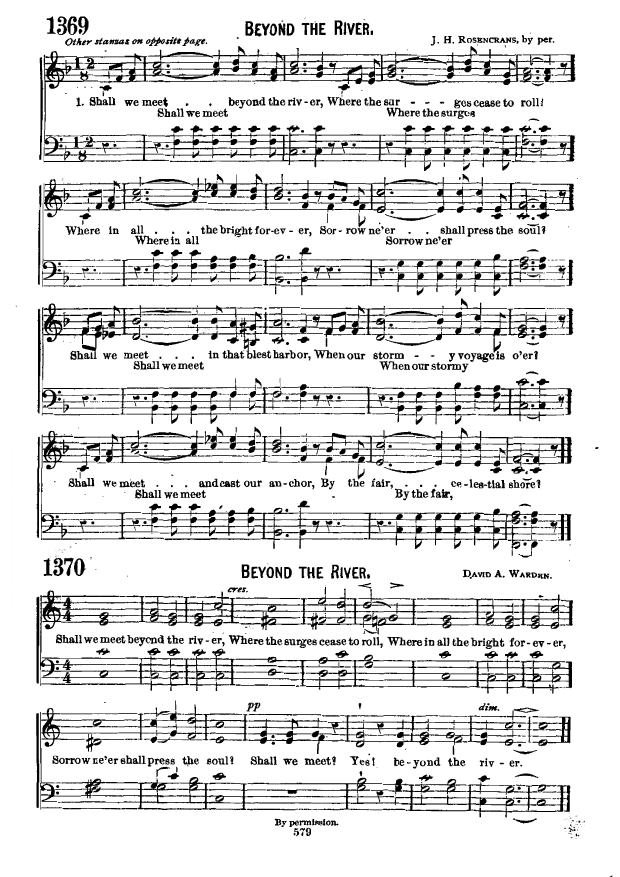 1369
BEYOND THE RIVER.
Other stanzas on opposite page.
J. H. ROSENCRANS, by per.
1. Shall we meet . . beyond the riv-er, Where the sur - - - ges cease to roll?
Shall we meet Where the surges
Where in all . . . the bright for-ev-er, Sor-row ne'er . . shall press the soul?
Where in all Sorrow ne'er
Shall we meet . . . in that blest harbor, When our storm - - y voyage is o'er?
Shall we meet When our stormy
Shall we meet . . . and cast our an-chor, By the fair, . . . ce-les-tial shore?
Shall we meet By the fair,
1370
BEYOND THE RIVER.
DAVID A. WARDEN.
cres.
Shall we meet beyond the riv-er, Where the surges cease to roll, Where in all the bright for-ev-er,
pp dim.
Sorrow ne'er shall press the soul? Shall we meet? Yes! be-yond the riv-er.
By permission.
579